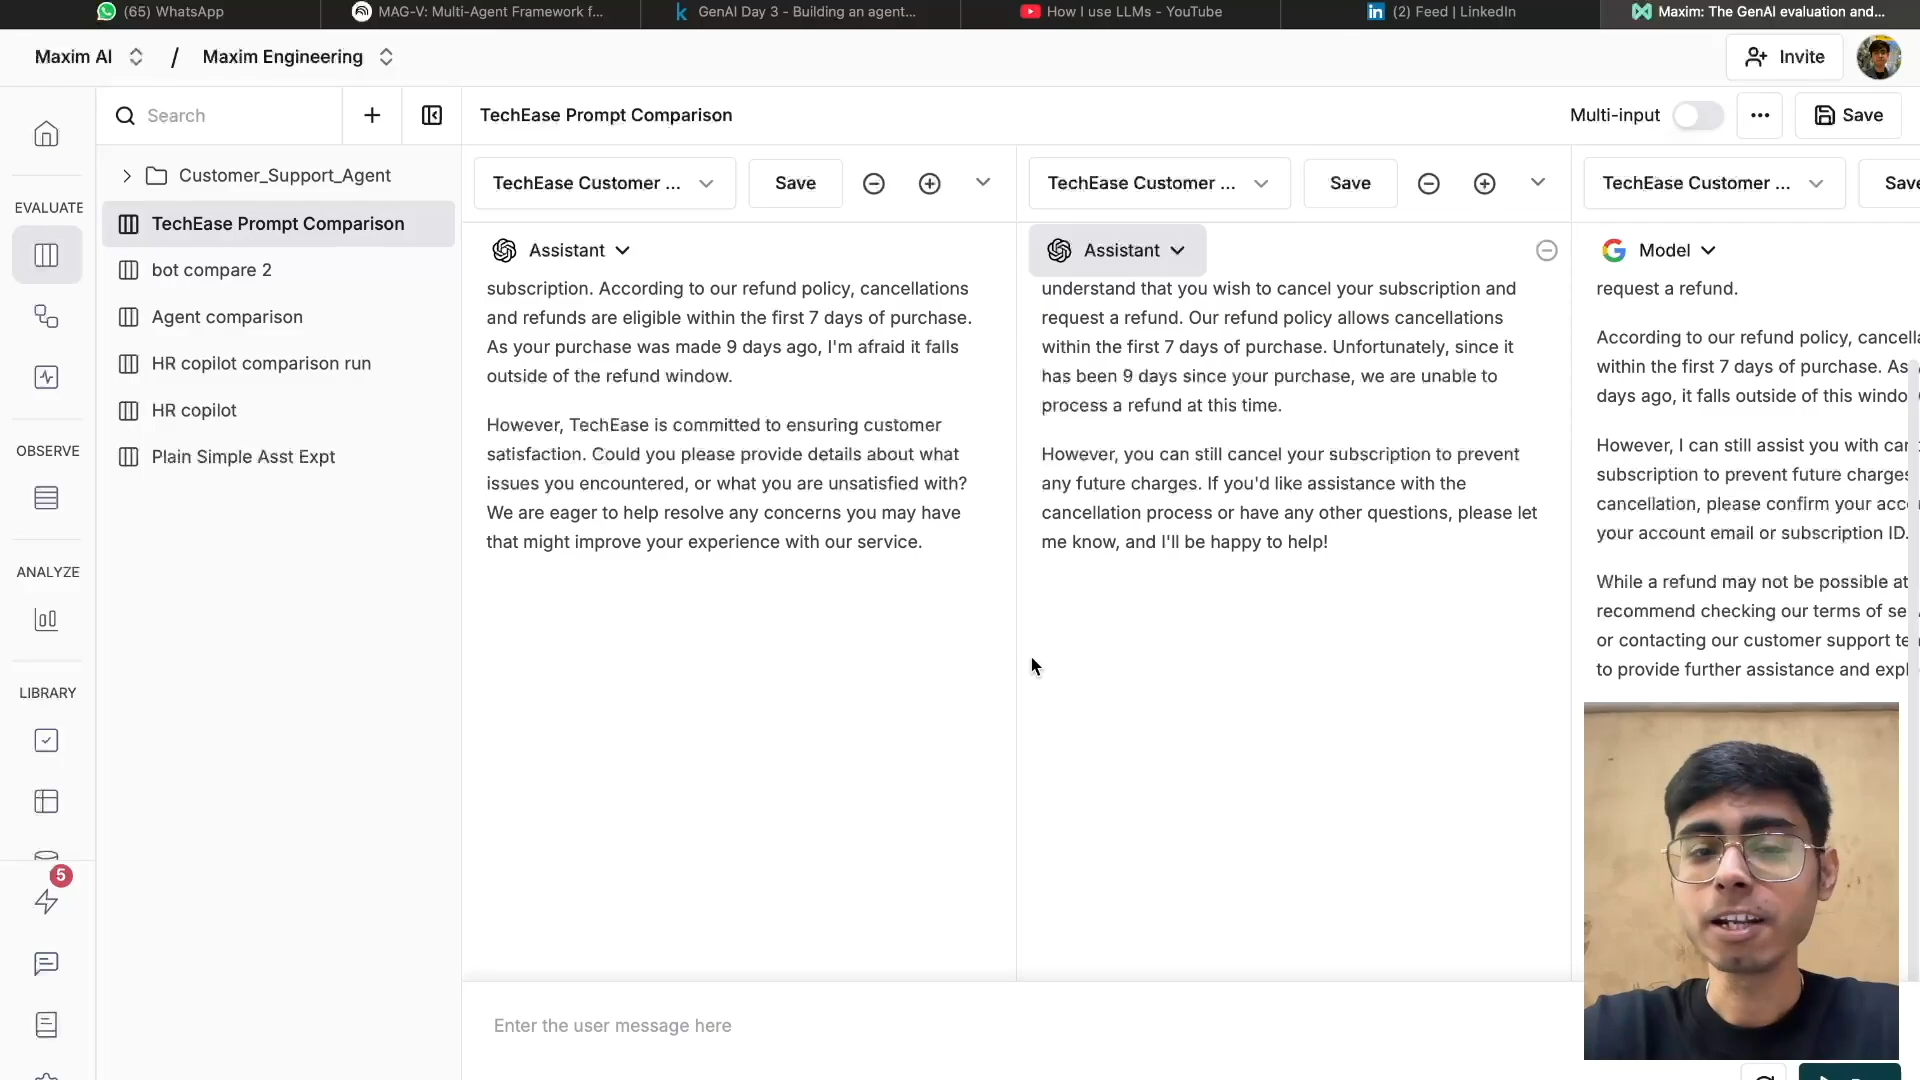 (65) WhatsApp
MAG-V: Multi-Agent Framework f...
GenAI Day 3 - Building an agent...
How I use LLMs - YouTube
(2) Feed | LinkedIn
Maxim: The GenAI evaluation and...
Maxim AI / Maxim Engineering
Invite
Search
TechEase Prompt Comparison
Multi-input
Save
EVALUATE
OBSERVE
ANALYZE
LIBRARY
5
Customer_Support_Agent
TechEase Prompt Comparison
bot compare 2
Agent comparison
HR copilot comparison run
HR copilot
Plain Simple Asst Expt
TechEase Customer ...
Save
Assistant
subscription. According to our refund policy, cancellations
and refunds are eligible within the first 7 days of purchase.
As your purchase was made 9 days ago, I'm afraid it falls
outside of the refund window.
However, TechEase is committed to ensuring customer
satisfaction. Could you please provide details about what
issues you encountered, or what you are unsatisfied with?
We are eager to help resolve any concerns you may have
that might improve your experience with our service.
TechEase Customer ...
Save
Assistant
understand that you wish to cancel your subscription and
request a refund. Our refund policy allows cancellations
within the first 7 days of purchase. Unfortunately, since it
has been 9 days since your purchase, we are unable to
process a refund at this time.
However, you can still cancel your subscription to prevent
any future charges. If you'd like assistance with the
cancellation process or have any other questions, please let
me know, and I'll be happy to help!
TechEase Customer ...
Save
Model
request a refund.
According to our refund policy, cancella
within the first 7 days of purchase. As
days ago, it falls outside of this windo
However, I can still assist you with can
subscription to prevent future charges
cancellation, please confirm your acco
your account email or subscription ID.
While a refund may not be possible at
recommend checking our terms of se
or contacting our customer support te
to provide further assistance and expl
Enter the user message here